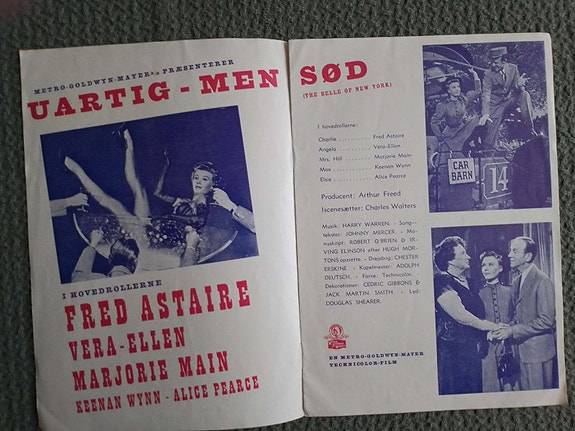 METRO-GOLDWYN-MAYER A/S PRÆSENTERER
UARTIG - MEN
I HOVEDROLLERNE
FRED ASTAIRE
VERA-ELLEN
MARJORIE MAIN
KEENAN WYNN - ALICE PEARCE
SØD
(THE BELLE OF NEW YORK)
I hovedrollerne:
Charlie .......... Fred Astaire
Angela .......... Vera-Ellen
Mrs. Hill .......... Marjorie Main
Max .......... Keenan Wynn
Elsie .......... Alice Pearce
Producent: Arthur Freed
Iscenesætter: Charles Walters
Musik: HARRY WARREN. - Sang-
tekster: JOHNNY MERCER. - Ma-
nuskript: ROBERT O'BRIEN & IR-
VING ELINSON efter HUGH MOR-
TONS operette. - Drejebog: CHESTER
ERSKINE - Kapelmester ADOLPH
DEUTSCH. - Farve: Technicolor.
Dekorationer: CEDRIC GIBBONS &
JACK MARTIN SMITH. - Lyd:
DOUGLAS SHEARER.
EN METRO-GOLDWYN-MAYER
TECHNICOLOR-FILM
CAR
BARN
14